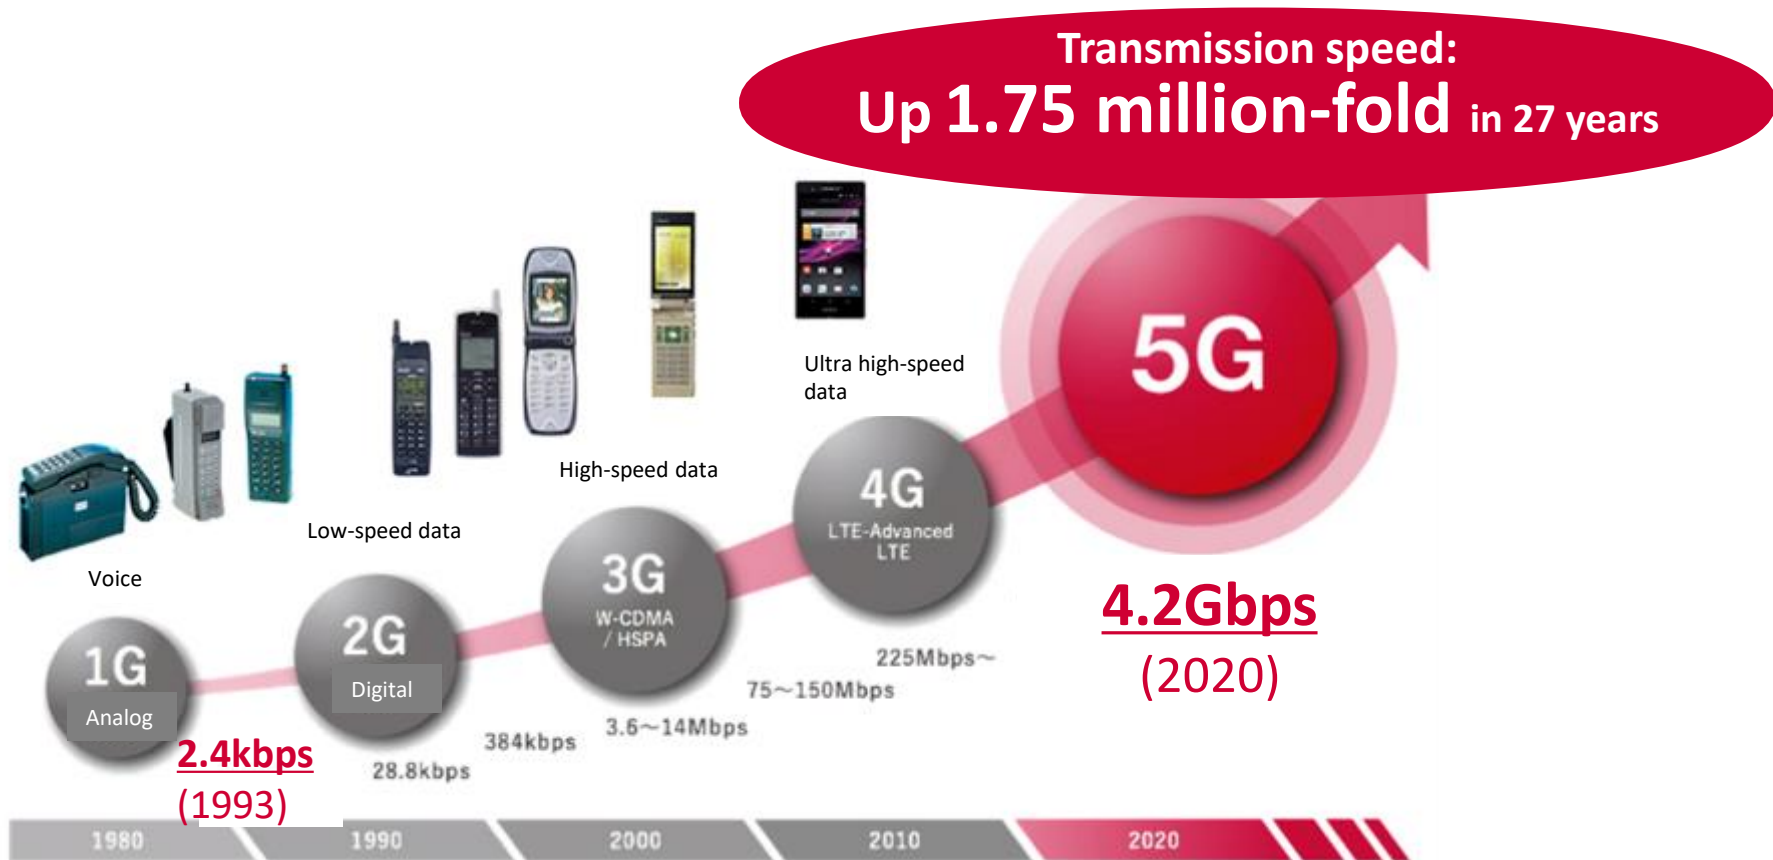 Transmission speed:
Up 1.75 million-fold in 27 years
5G
Ultra high-speed
data
4G
LTE-Advanced
LTE
High-speed data
3G
W-CDMA
/ HSPA
Low-speed data
2G
Digital
Voice
1G
Analog
2.4kbps
(1993)
28.8kbps
384kbps
3.6～14Mbps
75～150Mbps
225Mbps～
4.2Gbps
(2020)
1980
1990
2000
2010
2020